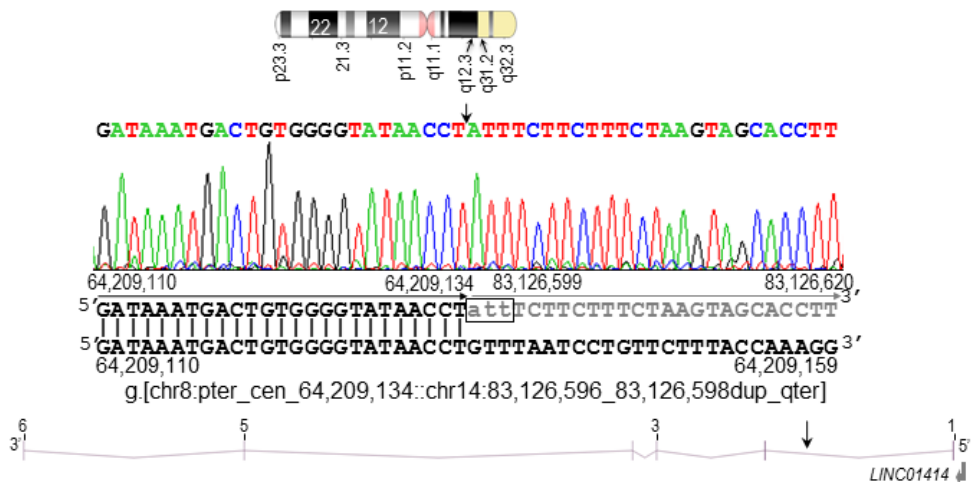 22 12
p23.3 21.3 p11.2 q11.1 q12.3 q31.2 q32.3
GATAAATGACTGTGGGGTATAACCTATTTCTTCTTTCTAAGTAGCACCTT
64,209,110 64,209,134 83,126,599 83,126,620
5′GATAAATGACTGTGGGGTATAACCTattTCTTCTTTCTAAGTAGCACCTT3′
5′GATAAATGACTGTGGGGTATAACCTGTTTAATCCTGTTCTTTACCAAAGG3′
64,209,110 64,209,159
g.[chr8:pter_cen_64,209,134::chr14:83,126,596_83,126,598dup_qter]
6 5 3 1
3′ 5′
LINC01414